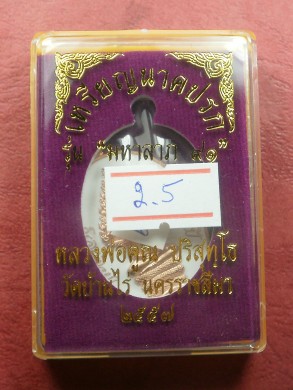 "เหรียญนาคปรก"
รุ่น "มหาลาภ ๙๑"
2.5
หลวงพ่อคูณ ปริสุทฺโธ
วัดบ้านไร่ นครราชสีมา
๒๕๕๗